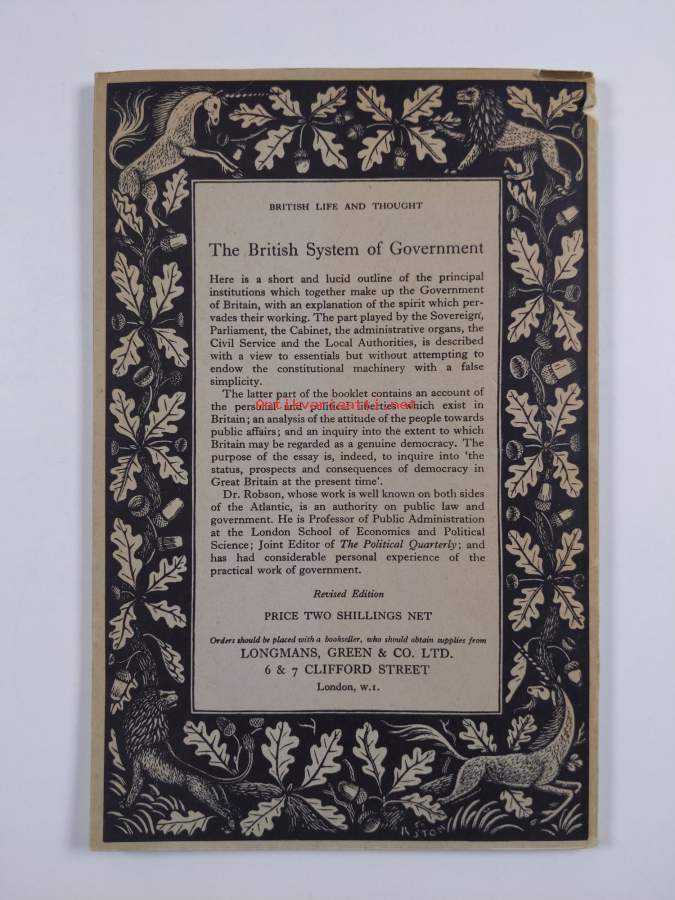 BRITISH LIFE AND THOUGHT
The British System of Government
Here is a short and lucid outline of the principal
institutions which together make up the Government
of Britain, with an explanation of the spirit which per-
vades their working. The part played by the Sovereign,
Parliament, the Cabinet, the administrative organs, the
Civil Service and the Local Authorities, is described
with a view to essentials but without attempting to
endow the constitutional machinery with a false
simplicity.
The latter part of the booklet contains an account of
the personal and political liberties which exist in
Antikvariaatti.net
Britain; an analysis of the attitude of the people towards
public affairs; and an inquiry into the extent to which
Britain may be regarded as a genuine democracy. The
purpose of the essay is, indeed, to inquire into 'the
status, prospects and consequences of democracy in
Great Britain at the present time'.
Dr. Robson, whose work is well known on both sides
of the Atlantic, is an authority on public law and
government. He is Professor of Public Administration
at the London School of Economics and Political
Science; Joint Editor of The Political Quarterly; and
has had considerable personal experience of the
practical work of government.
Revised Edition
PRICE TWO SHILLINGS NET
Orders should be placed with a bookseller, who should obtain supplies from
LONGMANS, GREEN & CO. LTD.
6 & 7 CLIFFORD STREET
London, W.1.